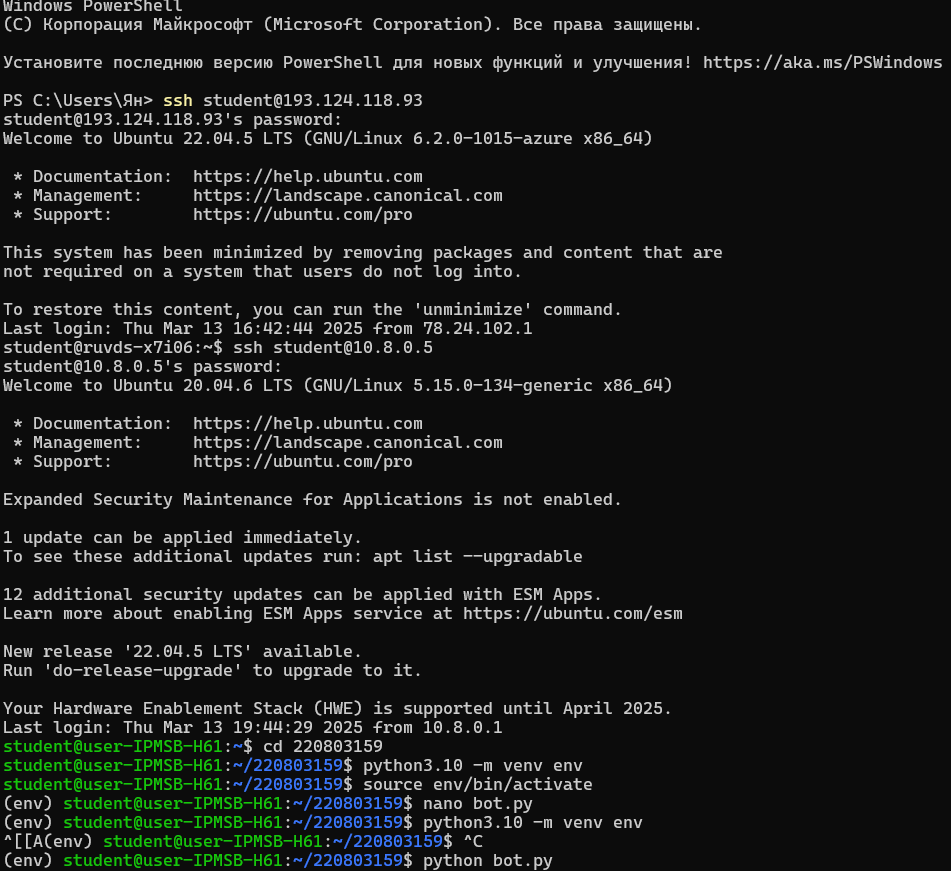 Windows PowerShell
(C) Корпорация Майкрософт (Microsoft Corporation). Все права защищены.
Установите последнюю версию PowerShell для новых функций и улучшения! https://aka.ms/PSWindows
PS C:\Users\Ян> ssh student@193.124.118.93
student@193.124.118.93's password:
Welcome to Ubuntu 22.04.5 LTS (GNU/Linux 6.2.0-1015-azure x86_64)
* Documentation:  https://help.ubuntu.com
* Management:     https://landscape.canonical.com
* Support:        https://ubuntu.com/pro
This system has been minimized by removing packages and content that are
not required on a system that users do not log into.
To restore this content, you can run the 'unminimize' command.
Last login: Thu Mar 13 16:42:44 2025 from 78.24.102.1
student@ruvds-x7i06:~$ ssh student@10.8.0.5
student@10.8.0.5's password:
Welcome to Ubuntu 20.04.6 LTS (GNU/Linux 5.15.0-134-generic x86_64)
* Documentation:  https://help.ubuntu.com
* Management:     https://landscape.canonical.com
* Support:        https://ubuntu.com/pro
Expanded Security Maintenance for Applications is not enabled.
1 update can be applied immediately.
To see these additional updates run: apt list --upgradable
12 additional security updates can be applied with ESM Apps.
Learn more about enabling ESM Apps service at https://ubuntu.com/esm
New release '22.04.5 LTS' available.
Run 'do-release-upgrade' to upgrade to it.
Your Hardware Enablement Stack (HWE) is supported until April 2025.
Last login: Thu Mar 13 19:44:29 2025 from 10.8.0.1
student@user-IPMSB-H61:~$ cd 220803159
student@user-IPMSB-H61:~/220803159$ python3.10 -m venv env
student@user-IPMSB-H61:~/220803159$ source env/bin/activate
(env) student@user-IPMSB-H61:~/220803159$ nano bot.py
(env) student@user-IPMSB-H61:~/220803159$ python3.10 -m venv env
^[[A(env) student@user-IPMSB-H61:~/220803159$ ^C
(env) student@user-IPMSB-H61:~/220803159$ python bot.py